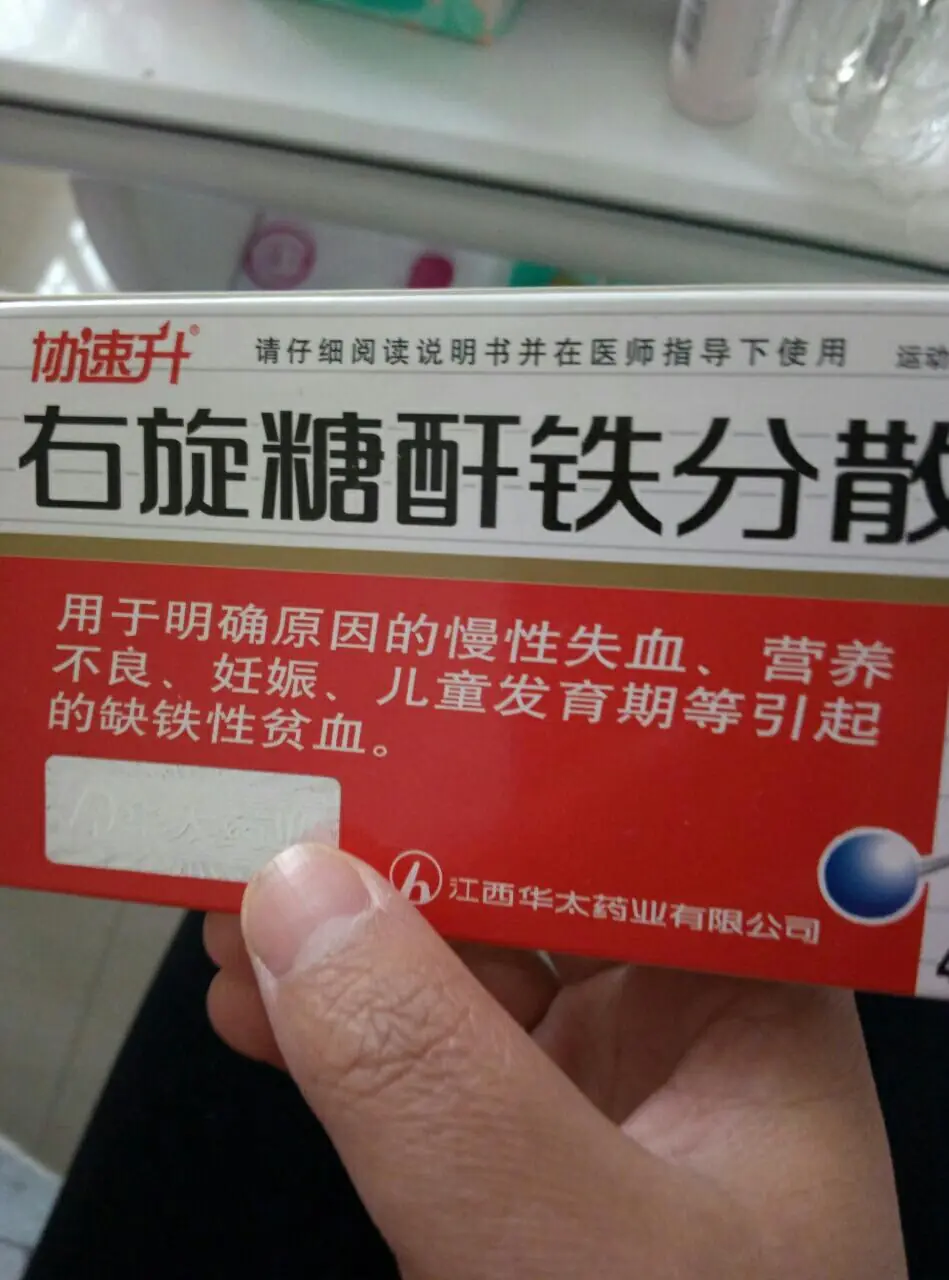 协速升®
请仔细阅读说明书并在医师指导下使用 运动
右旋糖酐铁分散
用于明确原因的慢性失血、营养
不良、妊娠、儿童发育期等引起
的缺铁性贫血。
江西华太药业有限公司